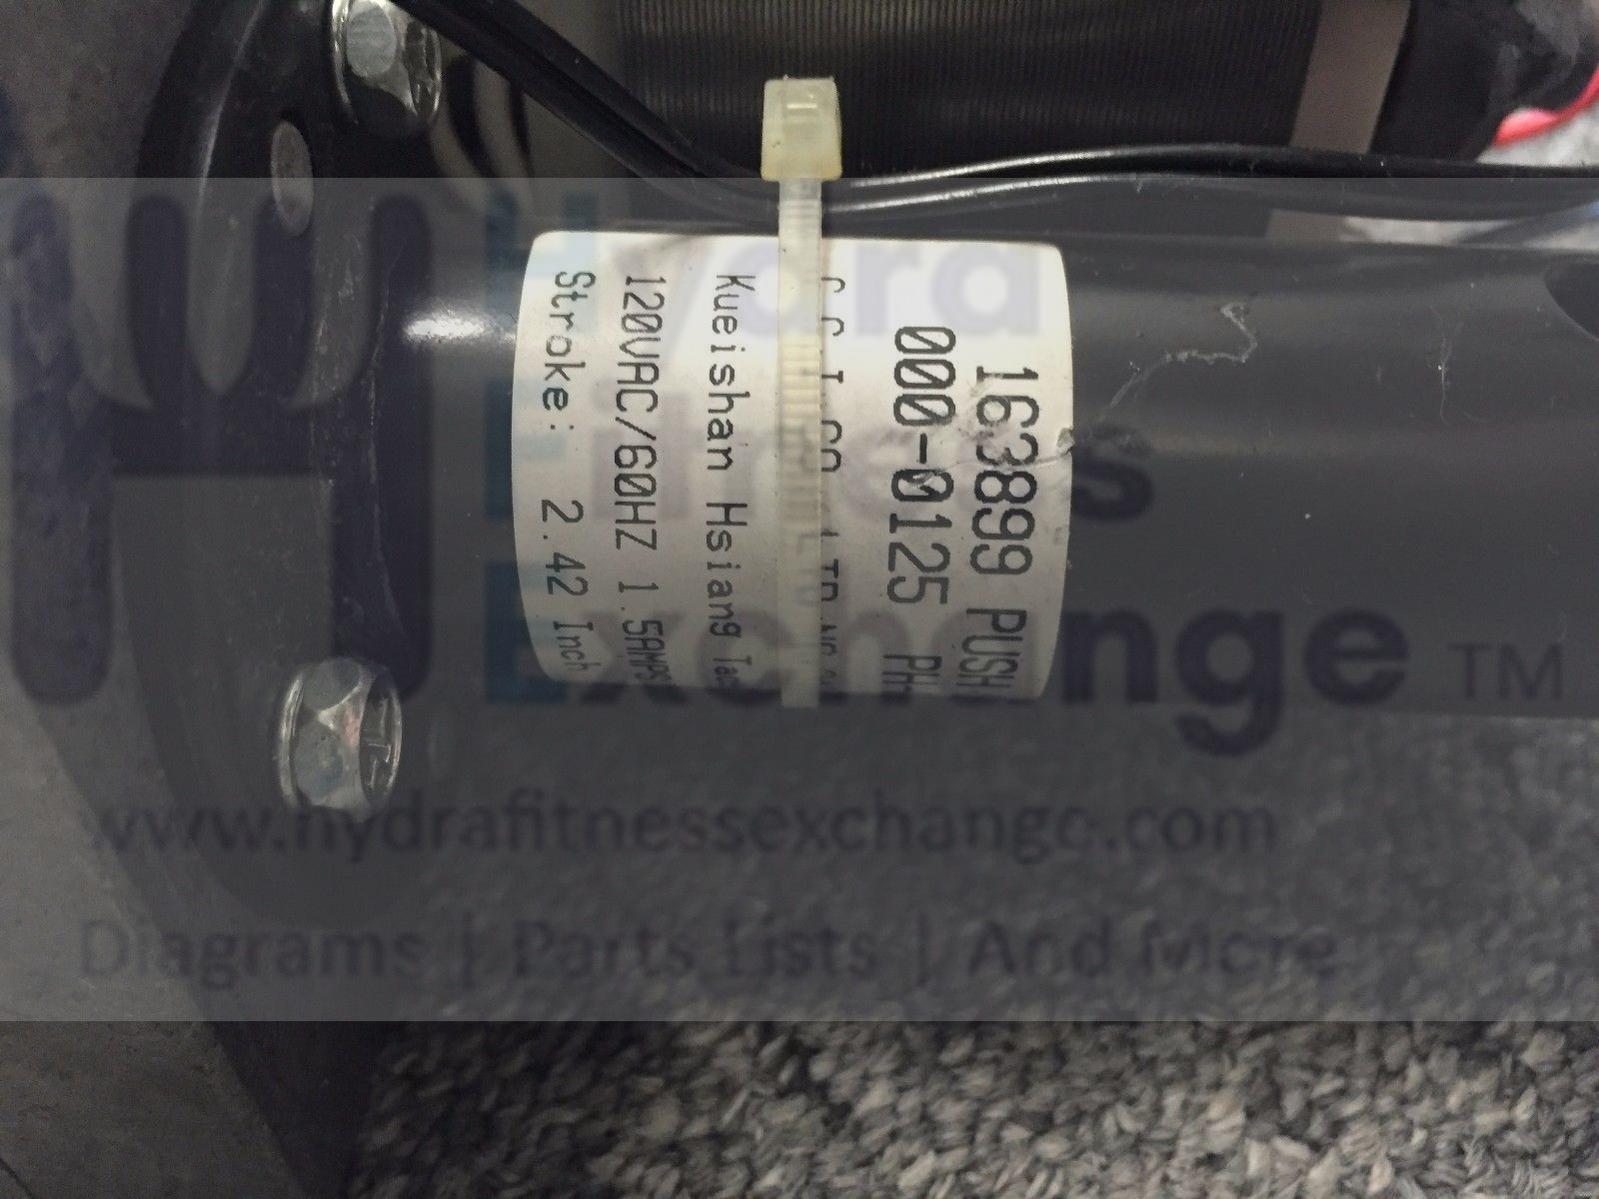 163899 PUSH
000-0125
LTD
Kueishan Hsiang
120VAC/60HZ 1.5AMPS
Stroke: 2.42 Inch
Hydra
Fitness
Exchange TM
www.hydrafitnessexchange.com
Diagrams | Parts Lists | And More